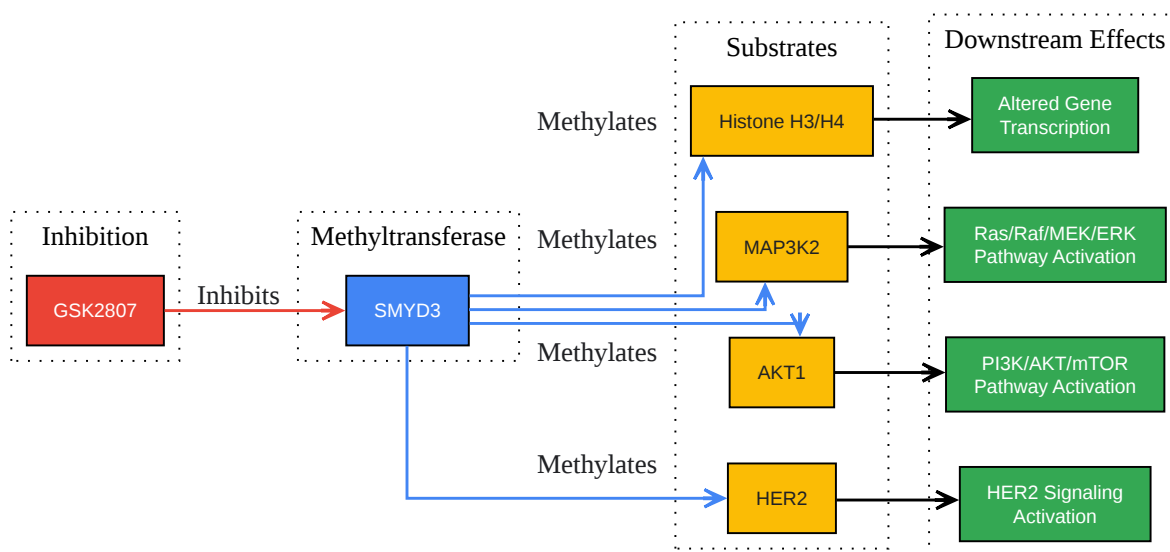 Inhibition
GSK2807
Inhibits
Methyltransferase
SMYD3
Methylates
Methylates
Methylates
Methylates
Substrates
Histone H3/H4
MAP3K2
AKT1
HER2
Downstream Effects
Altered Gene
Transcription
Ras/Raf/MEK/ERK
Pathway Activation
PI3K/AKT/mTOR
Pathway Activation
HER2 Signaling
Activation